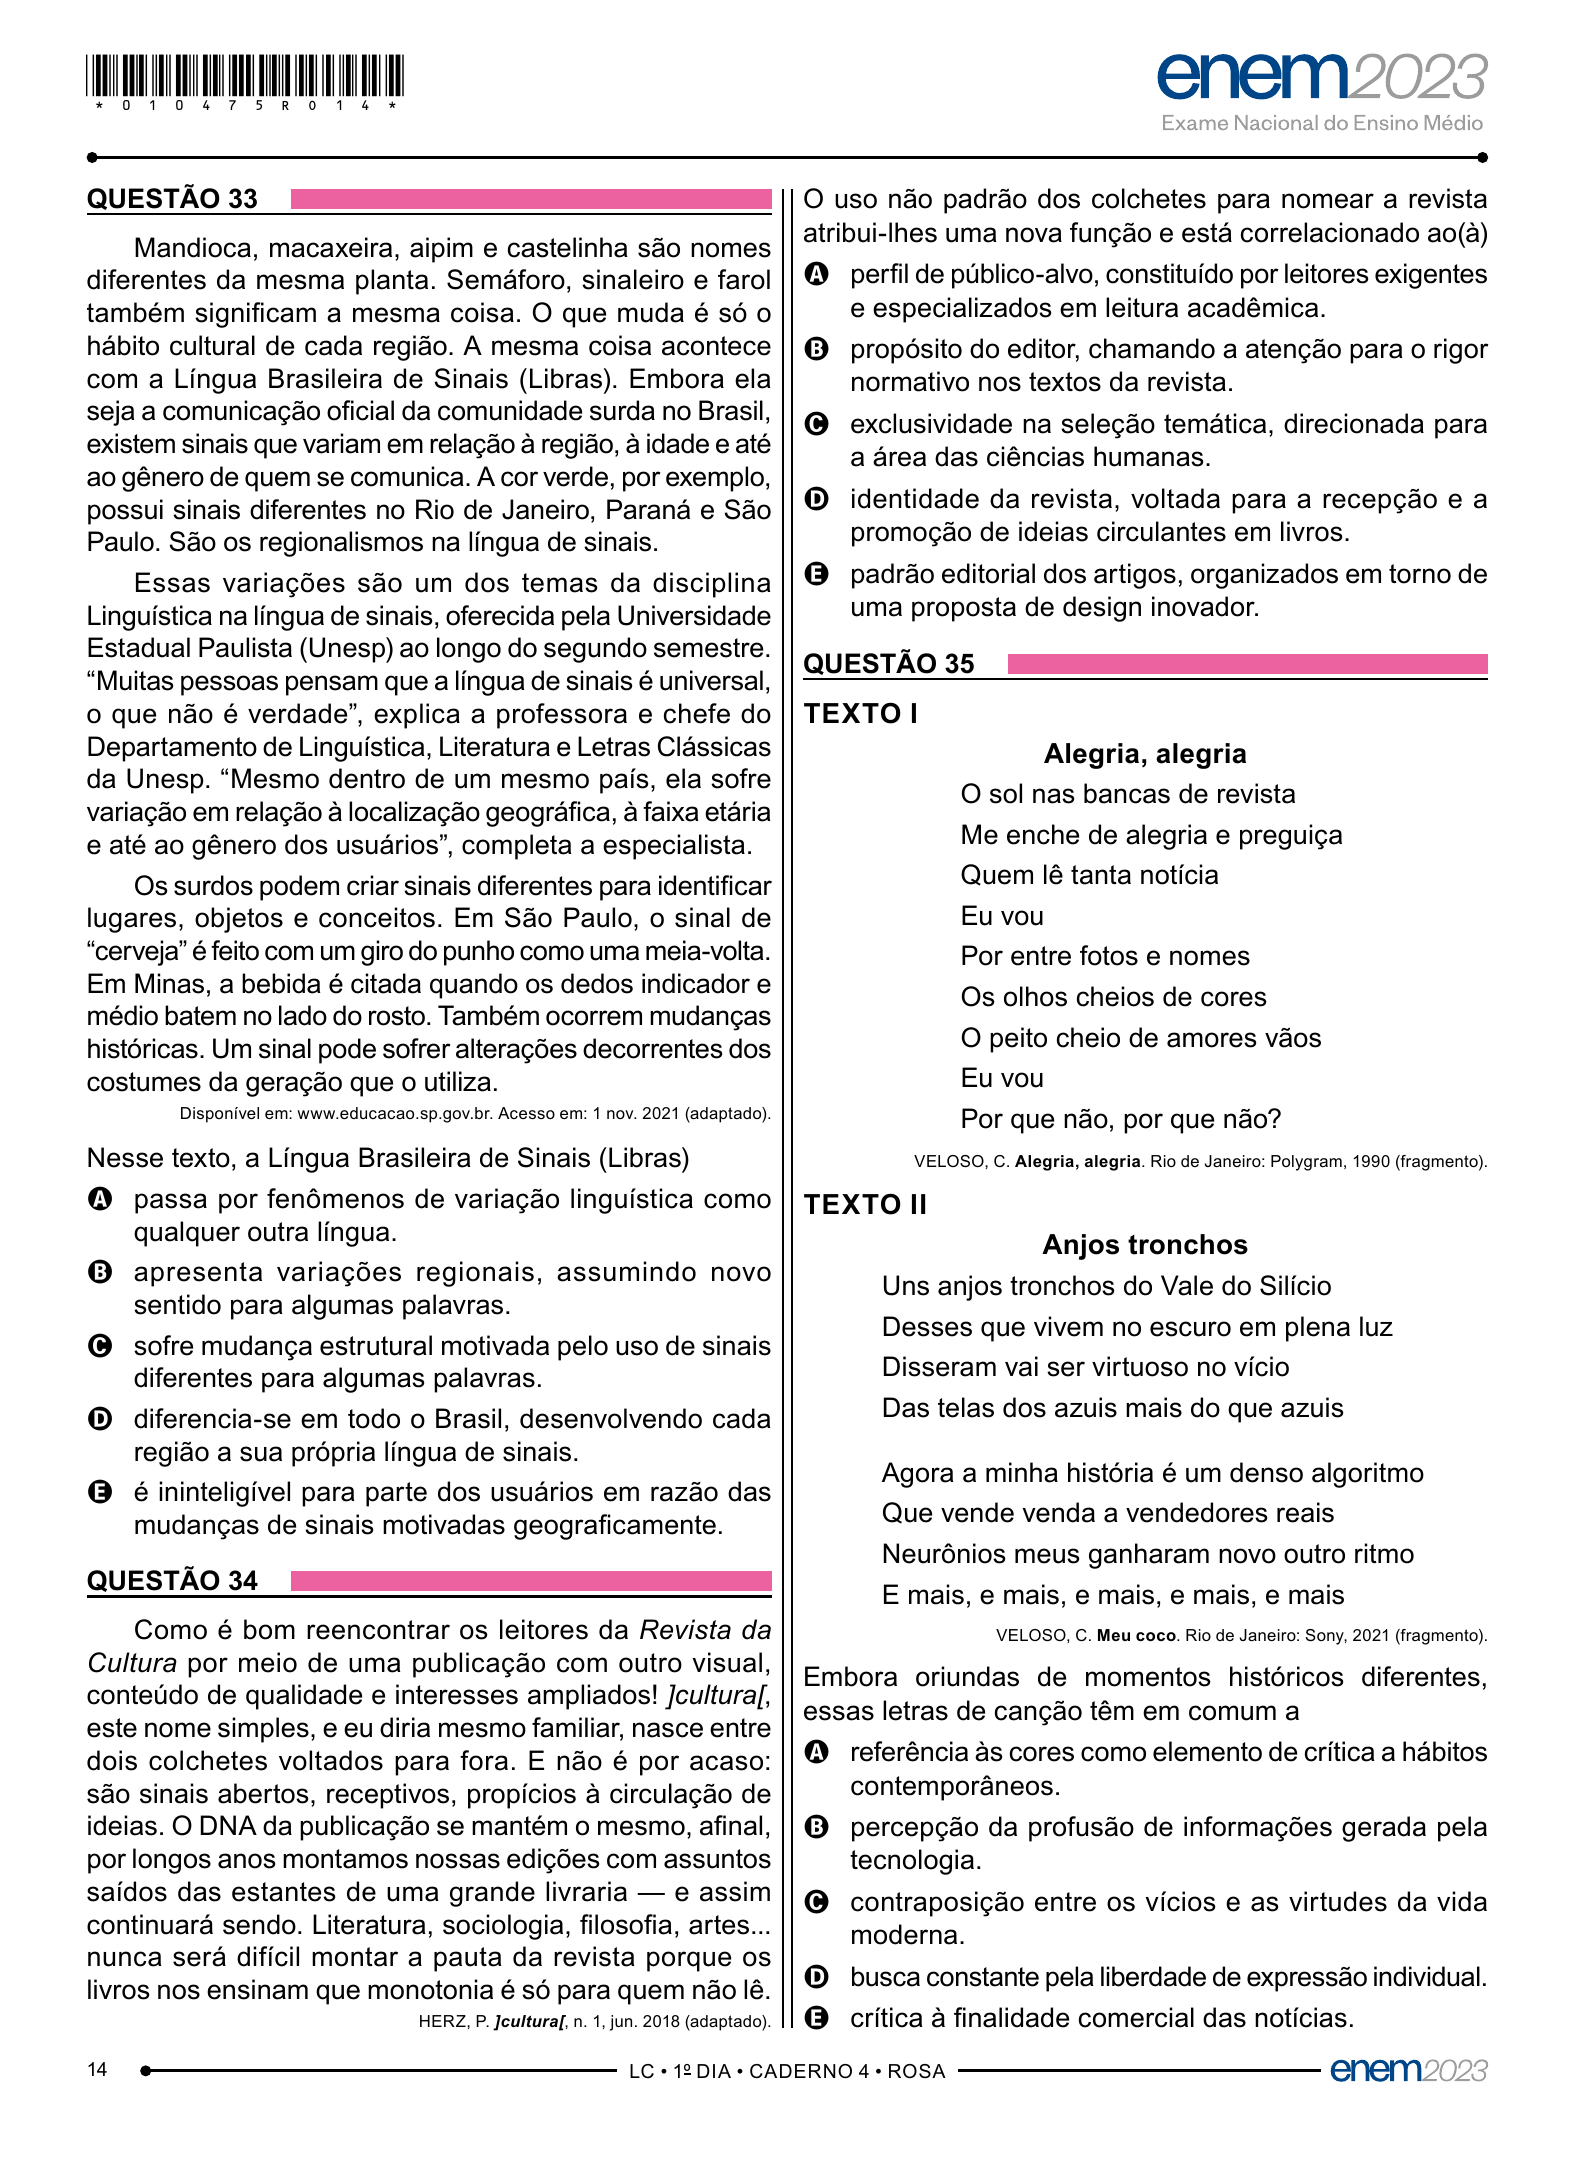 *010475R014*
enem2023
Exame Nacional do Ensino Médio
QUESTÃO 33
Mandioca, macaxeira, aipim e castelinha são nomes
diferentes da mesma planta. Semáforo, sinaleiro e farol
também significam a mesma coisa. O que muda é só o
hábito cultural de cada região. A mesma coisa acontece
com a Língua Brasileira de Sinais (Libras). Embora ela
seja a comunicação oficial da comunidade surda no Brasil,
existem sinais que variam em relação à região, à idade e até
ao gênero de quem se comunica. A cor verde, por exemplo,
possui sinais diferentes no Rio de Janeiro, Paraná e São
Paulo. São os regionalismos na língua de sinais.
Essas variações são um dos temas da disciplina
Linguística na língua de sinais, oferecida pela Universidade
Estadual Paulista (Unesp) ao longo do segundo semestre.
“Muitas pessoas pensam que a língua de sinais é universal,
o que não é verdade”, explica a professora e chefe do
Departamento de Linguística, Literatura e Letras Clássicas
da Unesp. “Mesmo dentro de um mesmo país, ela sofre
variação em relação à localização geográfica, à faixa etária
e até ao gênero dos usuários”, completa a especialista.
Os surdos podem criar sinais diferentes para identificar
lugares, objetos e conceitos. Em São Paulo, o sinal de
“cerveja” é feito com um giro do punho como uma meia-volta.
Em Minas, a bebida é citada quando os dedos indicador e
médio batem no lado do rosto. Também ocorrem mudanças
históricas. Um sinal pode sofrer alterações decorrentes dos
costumes da geração que o utiliza.
Disponível em: www.educacao.sp.gov.br. Acesso em: 1 nov. 2021 (adaptado).
Nesse texto, a Língua Brasileira de Sinais (Libras)
A passa por fenômenos de variação linguística como
qualquer outra língua.
B apresenta variações regionais, assumindo novo
sentido para algumas palavras.
C sofre mudança estrutural motivada pelo uso de sinais
diferentes para algumas palavras.
D diferencia-se em todo o Brasil, desenvolvendo cada
região a sua própria língua de sinais.
E é ininteligível para parte dos usuários em razão das
mudanças de sinais motivadas geograficamente.
QUESTÃO 34
Como é bom reencontrar os leitores da Revista da
Cultura por meio de uma publicação com outro visual,
conteúdo de qualidade e interesses ampliados! ]cultura[,
este nome simples, e eu diria mesmo familiar, nasce entre
dois colchetes voltados para fora. E não é por acaso:
são sinais abertos, receptivos, propícios à circulação de
ideias. O DNA da publicação se mantém o mesmo, afinal,
por longos anos montamos nossas edições com assuntos
saídos das estantes de uma grande livraria — e assim
continuará sendo. Literatura, sociologia, filosofia, artes...
nunca será difícil montar a pauta da revista porque os
livros nos ensinam que monotonia é só para quem não lê.
HERZ, P. ]cultura[, n. 1, jun. 2018 (adaptado).
O uso não padrão dos colchetes para nomear a revista
atribui-lhes uma nova função e está correlacionado ao(à)
A perfil de público-alvo, constituído por leitores exigentes
e especializados em leitura acadêmica.
B propósito do editor, chamando a atenção para o rigor
normativo nos textos da revista.
C exclusividade na seleção temática, direcionada para
a área das ciências humanas.
D identidade da revista, voltada para a recepção e a
promoção de ideias circulantes em livros.
E padrão editorial dos artigos, organizados em torno de
uma proposta de design inovador.
QUESTÃO 35
TEXTO I
Alegria, alegria
O sol nas bancas de revista
Me enche de alegria e preguiça
Quem lê tanta notícia
Eu vou
Por entre fotos e nomes
Os olhos cheios de cores
O peito cheio de amores vãos
Eu vou
Por que não, por que não?
VELOSO, C. Alegria, alegria. Rio de Janeiro: Polygram, 1990 (fragmento).
TEXTO II
Anjos tronchos
Uns anjos tronchos do Vale do Silício
Desses que vivem no escuro em plena luz
Disseram vai ser virtuoso no vício
Das telas dos azuis mais do que azuis
Agora a minha história é um denso algoritmo
Que vende venda a vendedores reais
Neurônios meus ganharam novo outro ritmo
E mais, e mais, e mais, e mais, e mais
VELOSO, C. Meu coco. Rio de Janeiro: Sony, 2021 (fragmento).
Embora oriundas de momentos históricos diferentes,
essas letras de canção têm em comum a
A referência às cores como elemento de crítica a hábitos
contemporâneos.
B percepção da profusão de informações gerada pela
tecnologia.
C contraposição entre os vícios e as virtudes da vida
moderna.
D busca constante pela liberdade de expressão individual.
E crítica à finalidade comercial das notícias.
14
LC • 1º DIA • CADERNO 4 • ROSA
enem2023